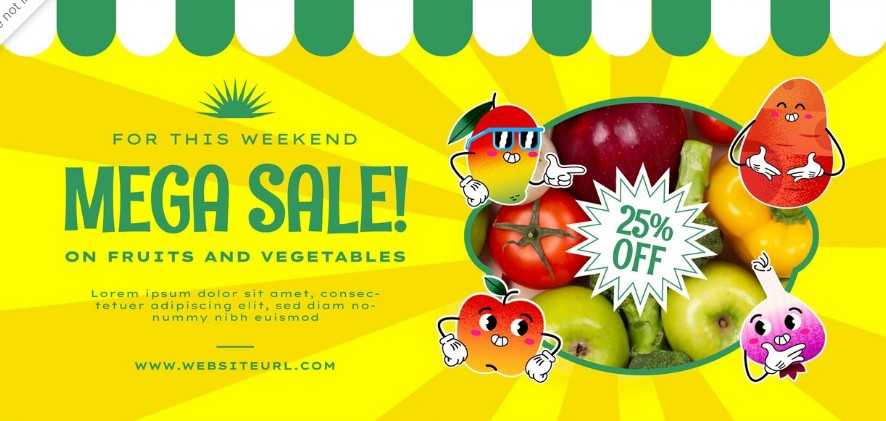 FOR THIS WEEKEND
MEGA SALE!
ON FRUITS AND VEGETABLES
Lorem ipsum dolor sit amet, consec-
tetuer adipiscing elit, sed diam no-
nummy nibh euismod
WWW.WEBSITEURL.COM
25%
OFF